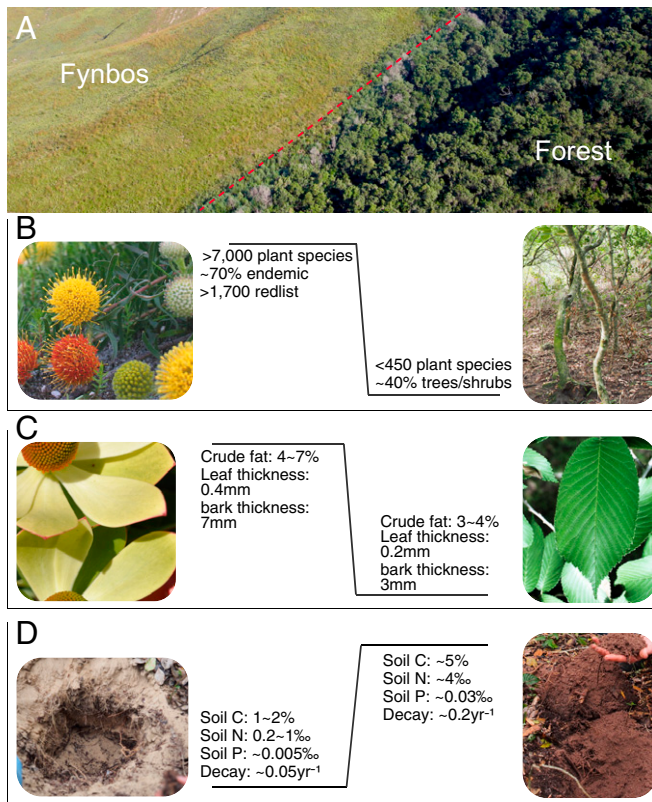 A
Fynbos
Forest
B
>7,000 plant species
~70% endemic
>1,700 redlist
<450 plant species
~40% trees/shrubs
C
Crude fat: 4~7%
Leaf thickness:
0.4mm
bark thickness:
7mm
Crude fat: 3~4%
Leaf thickness:
0.2mm
bark thickness:
3mm
D
Soil C: 1~2%
Soil N: 0.2~1‰
Soil P: ~0.005‰
Decay: ~0.05yr⁻¹
Soil C: ~5%
Soil N: ~4‰
Soil P: ~0.03‰
Decay: ~0.2yr⁻¹